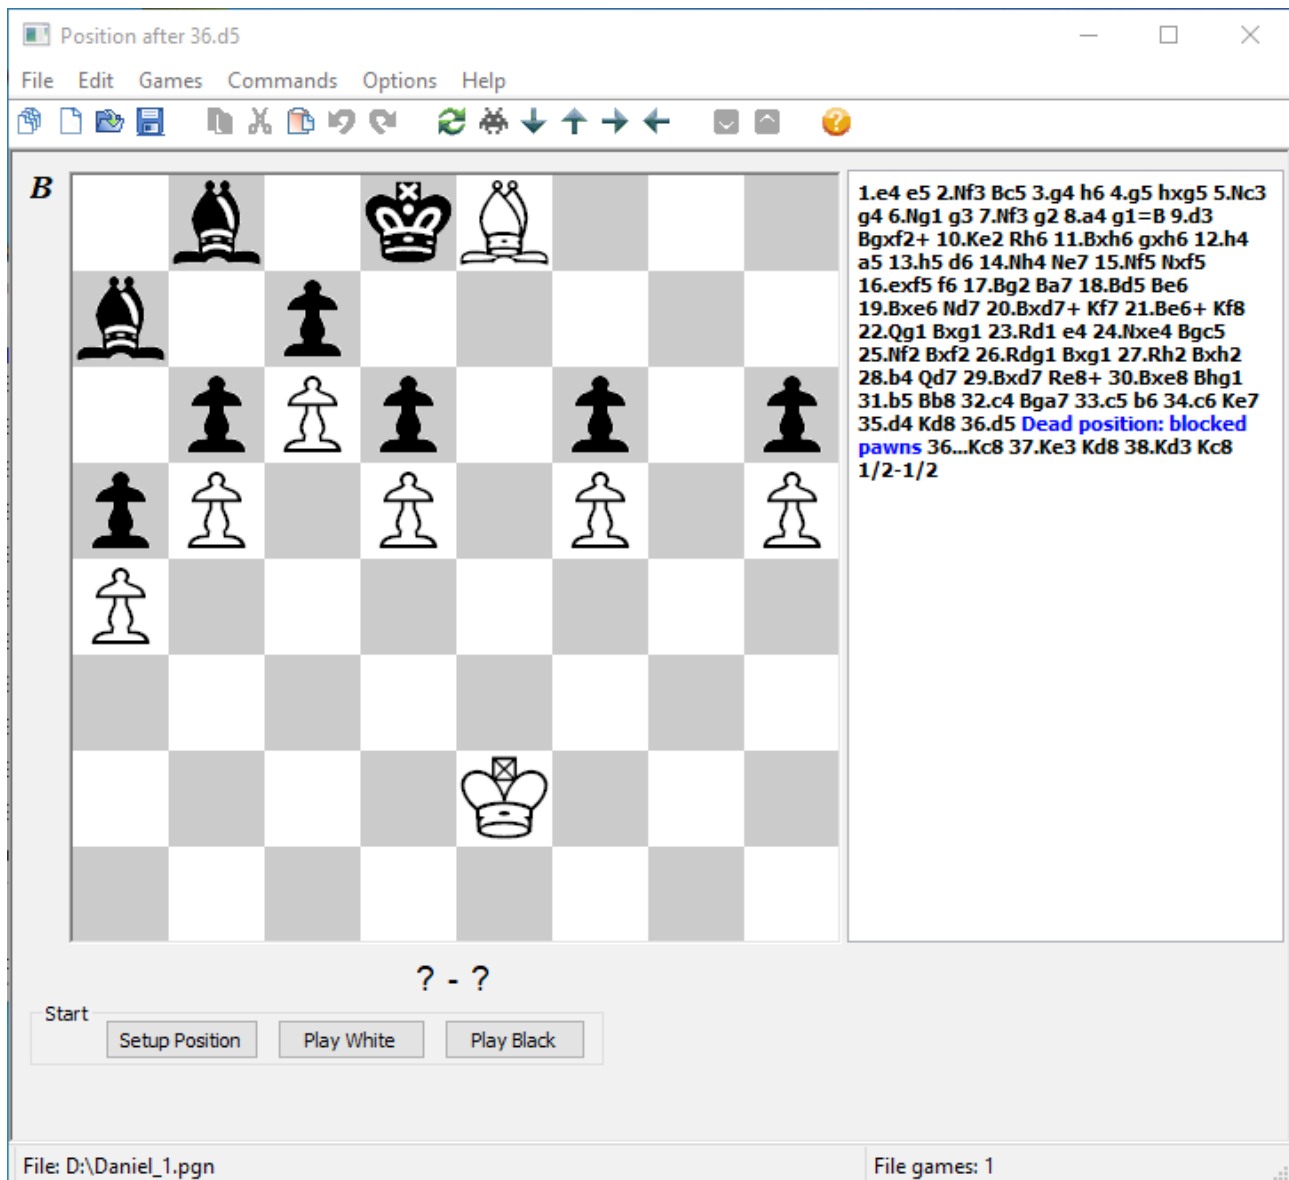 Position after 36.d5
File Edit Games Commands Options Help
B
1.e4 e5 2.Nf3 Bc5 3.g4 h6 4.g5 hxg5 5.Nc3
g4 6.Ng1 g3 7.Nf3 g2 8.a4 g1=B 9.d3
Bgxf2+ 10.Ke2 Rh6 11.Bxh6 gxh6 12.h4
a5 13.h5 d6 14.Nh4 Ne7 15.Nf5 Nxf5
16.exf5 f6 17.Bg2 Ba7 18.Bd5 Be6
19.Bxe6 Nd7 20.Bxd7+ Kf7 21.Be6+ Kf8
22.Qg1 Bxg1 23.Rd1 e4 24.Nxe4 Bgc5
25.Nf2 Bxf2 26.Rdg1 Bxg1 27.Rh2 Bxh2
28.b4 Qd7 29.Bxd7 Re8+ 30.Bxe8 Bhg1
31.b5 Bb8 32.c4 Bga7 33.c5 b6 34.c6 Ke7
35.d4 Kd8 36.d5 Dead position: blocked
pawns 36...Kc8 37.Ke3 Kd8 38.Kd3 Kc8
1/2-1/2
? - ?
Start
Setup Position Play White Play Black
File: D:\Daniel_1.pgn File games: 1